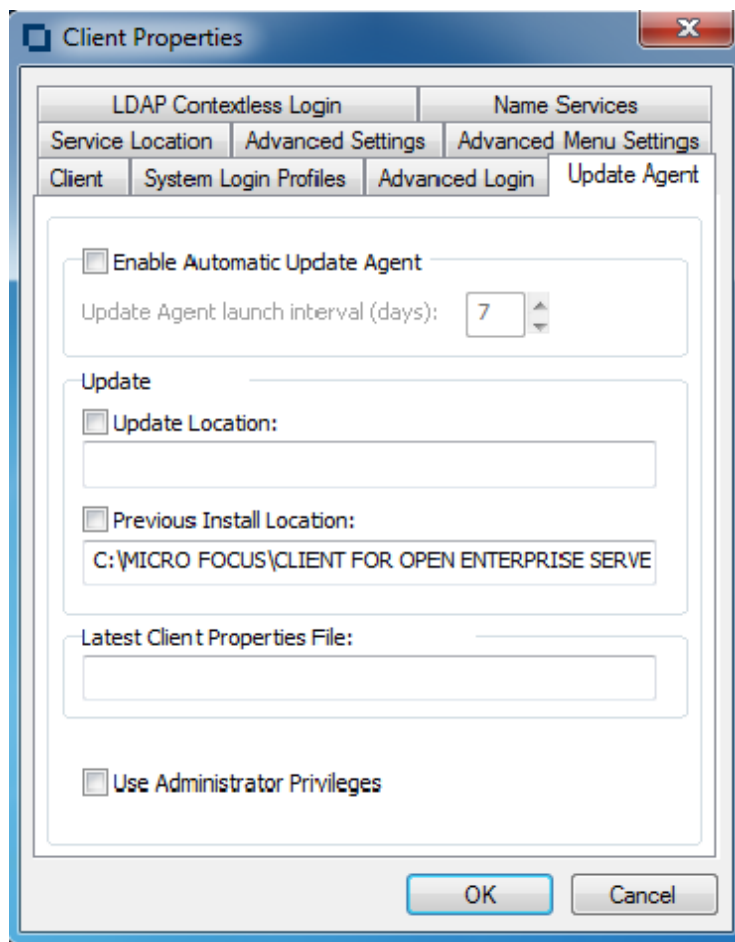 Client Properties
LDAP Contextless Login Name Services
Service Location Advanced Settings Advanced Menu Settings
Client System Login Profiles Advanced Login Update Agent
Enable Automatic Update Agent
Update Agent launch interval (days): 7
Update
Update Location:
Previous Install Location:
C:\MICRO FOCUS\CLIENT FOR OPEN ENTERPRISE SERVE
Latest Client Properties File:
Use Administrator Privileges
OK Cancel